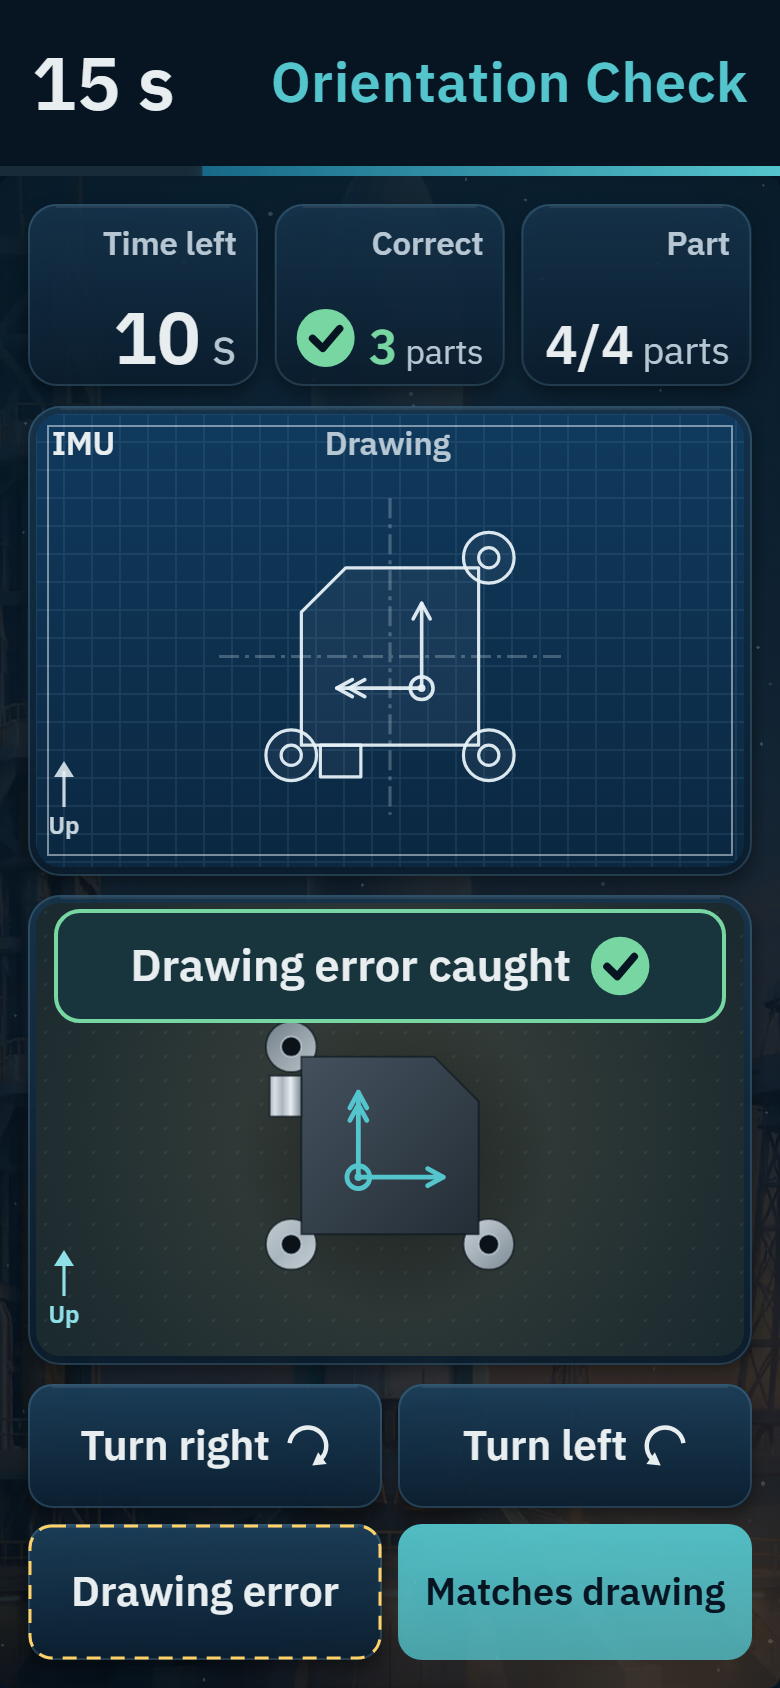 15 s
Orientation Check
Time left
10 s
Correct
3 parts
Part
4/4 parts
IMU
Drawing
Up
Drawing error caught
Up
Turn right
Turn left
Drawing error
Matches drawing